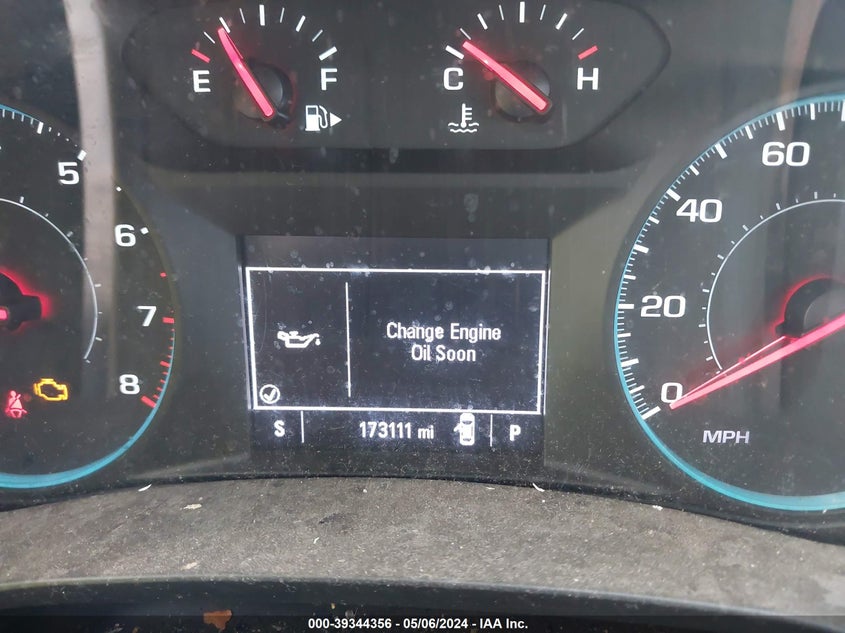 E F
C H
5
6
7
8
60
40
20
0
MPH
Change Engine
Oil Soon
S 173111 mi P
000-39344356 - 05/06/2024 - IAA Inc.